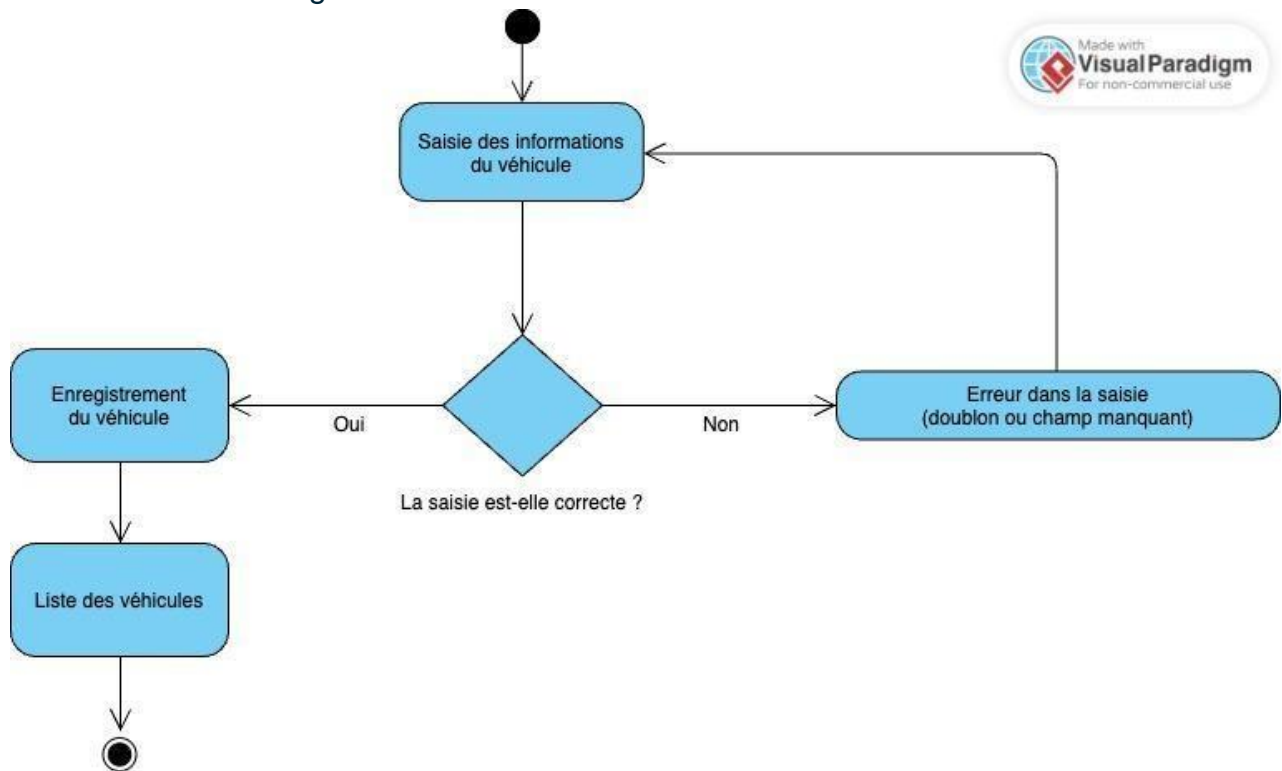 Made with
Visual Paradigm
For non-commercial use
Saisie des informations
du véhicule
Enregistrement
du véhicule
Oui
Non
Erreur dans la saisie
(doublon ou champ manquant)
La saisie est-elle correcte ?
Liste des véhicules